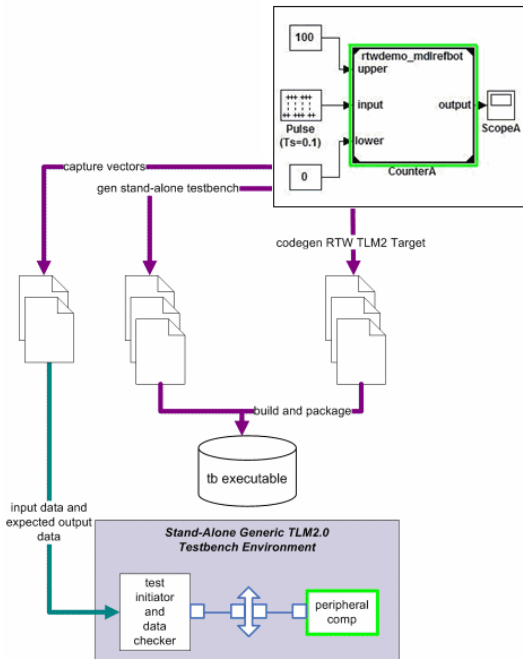 100
rtwdemo_mdlrefbot
upper
input
output
Pulse
(Ts=0.1)
ScopeA
lower
0
CounterA
capture vectors
gen stand-alone testbench
codegen RTW TLM2 Target
build and package
tb executable
input data and
expected output
data
Stand-Alone Generic TLM2.0
Testbench Environment
test
initiator
and
data
checker
peripheral
comp